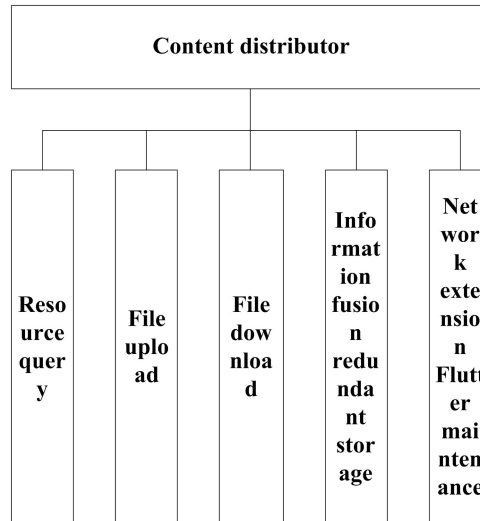 Content distributor
Reso
urce
quer
y
File
uplo
ad
File
dow
nloa
d
Info
rmat
ion
fusio
n
redu
nda
nt
stor
age
Net
wor
k
exte
nsio
n
Flutt
er
mai
nten
ance